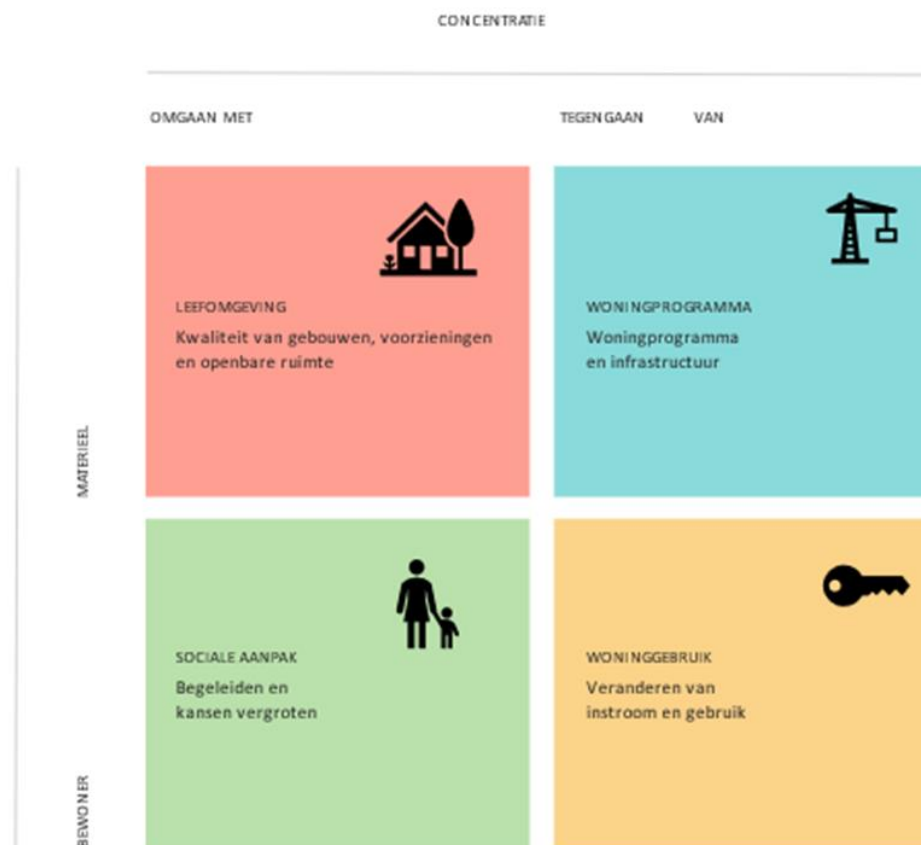 CONCENTRATIE
OMGAAN MET
TEGENGAAN VAN
MATERIEEL
LEEFOMGEVING
Kwaliteit van gebouwen, voorzieningen
en openbare ruimte
WONINGPROGRAMMA
Woningprogramma
en infrastructuur
BEWONER
SOCIALE AANPAK
Begeleiden en
kansen vergroten
WONINGGEBRUIK
Veranderen van
instroom en gebruik